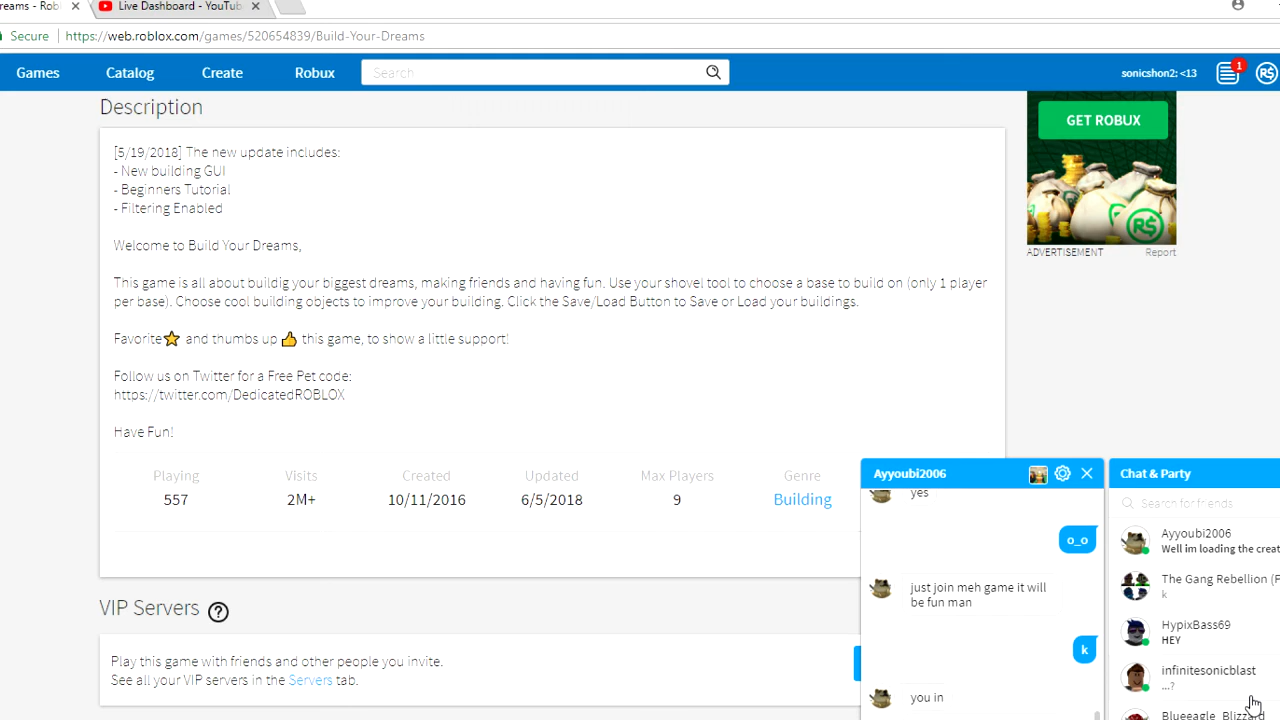 reams - Rob
Live Dashboard - YouTub
Secure
https://web.roblox.com/games/520654839/Build-Your-Dreams
Games Catalog Create Robux Search
sonicshon2: <13
1
R$
Description
[5/19/2018] The new update includes:
- New building GUI
- Beginners Tutorial
- Filtering Enabled
Welcome to Build Your Dreams,
This game is all about buildig your biggest dreams, making friends and having fun. Use your shovel tool to choose a base to build on (only 1 player
per base). Choose cool building objects to improve your building. Click the Save/Load Button to Save or Load your buildings.
Favorite⭐ and thumbs up 👍 this game, to show a little support!
Follow us on Twitter for a Free Pet code:
https://twitter.com/DedicatedROBLOX
Have Fun!
Playing Visits Created Updated Max Players Genre
557 2M+ 10/11/2016 6/5/2018 9 Building
VIP Servers ?
Play this game with friends and other people you invite.
See all your VIP servers in the Servers tab.
GET ROBUX
R$
ADVERTISEMENT Report
Ayyoubi2006
yes
o_o
just join meh game it will
be fun man
k
you in
Chat & Party
Search for friends
Ayyoubi2006
Well im loading the creat
The Gang Rebellion (F
k
HypixBass69
HEY
infinitesonicblast
...?
Blueeagle_Blizzard